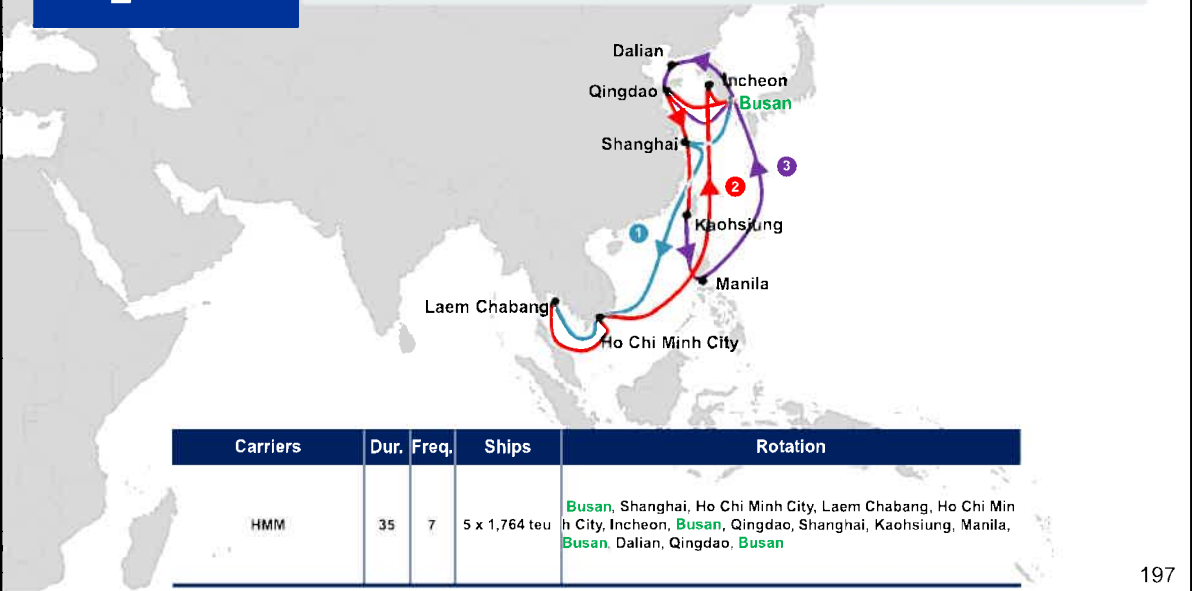 Dalian
Incheon
Qingdao
Busan
Shanghai
3
2
Kaohsiung
1
Manila
Laem Chabang
Ho Chi Minh City
Carriers Dur. Freq. Ships Rotation
Busan, Shanghai, Ho Chi Minh City, Laem Chabang, Ho Chi Min
HMM 35 7 5 x 1,764 teu h City, Incheon, Busan, Qingdao, Shanghai, Kaohsiung, Manila,
Busan, Dalian, Qingdao, Busan
197